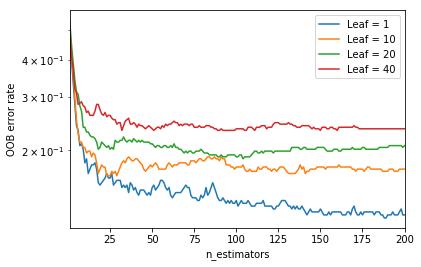 Leaf = 1
Leaf = 10
Leaf = 20
Leaf = 40
4 × 10⁻¹
3 × 10⁻¹
2 × 10⁻¹
OOB error rate
25 50 75 100 125 150 175 200
n_estimators